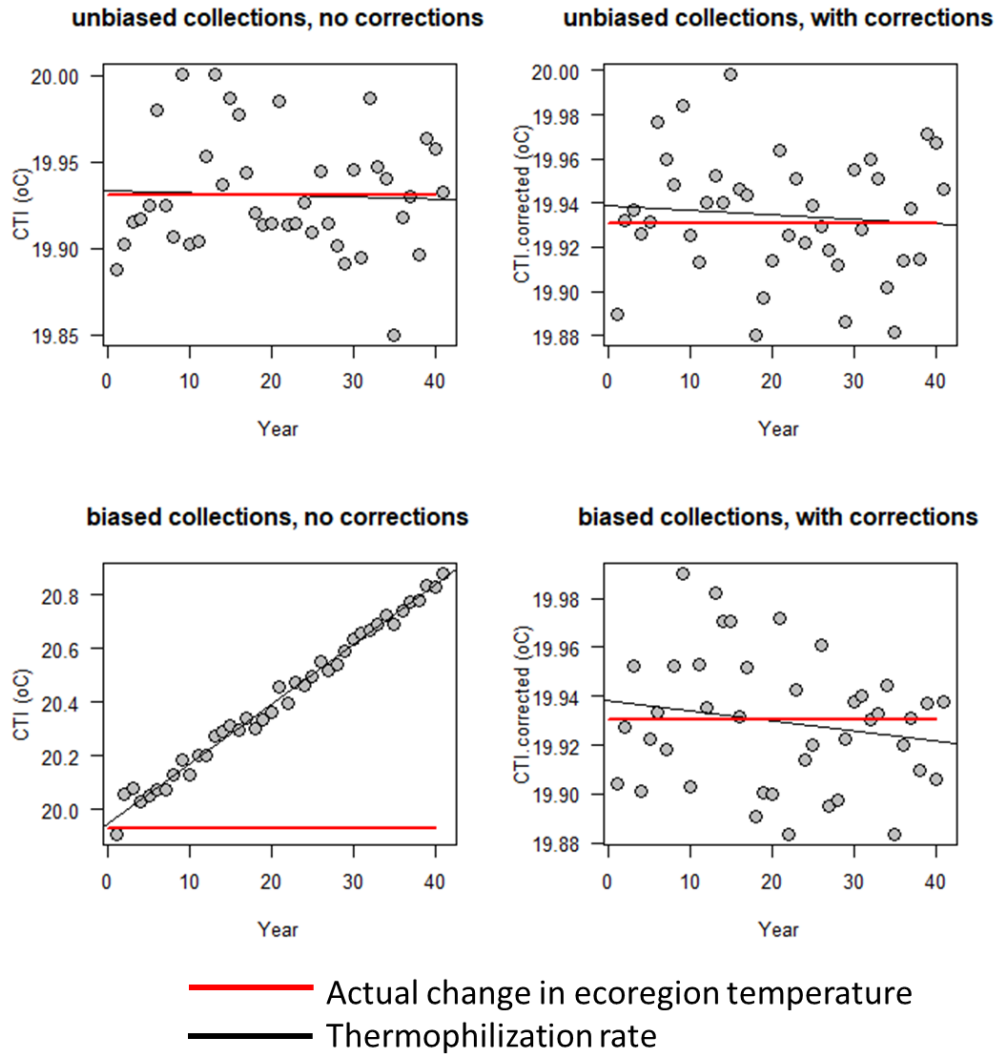 unbiased collections, no corrections
20.00
19.95
19.90
19.85
CTI (oC)
0 10 20 30 40
Year
unbiased collections, with corrections
20.00
19.98
19.96
19.94
19.92
19.90
19.88
CTI.corrected (oC)
0 10 20 30 40
Year
biased collections, no corrections
20.8
20.6
20.4
20.2
20.0
CTI (oC)
0 10 20 30 40
Year
biased collections, with corrections
19.98
19.96
19.94
19.92
19.90
19.88
CTI.corrected (oC)
0 10 20 30 40
Year
Actual change in ecoregion temperature
Thermophilization rate